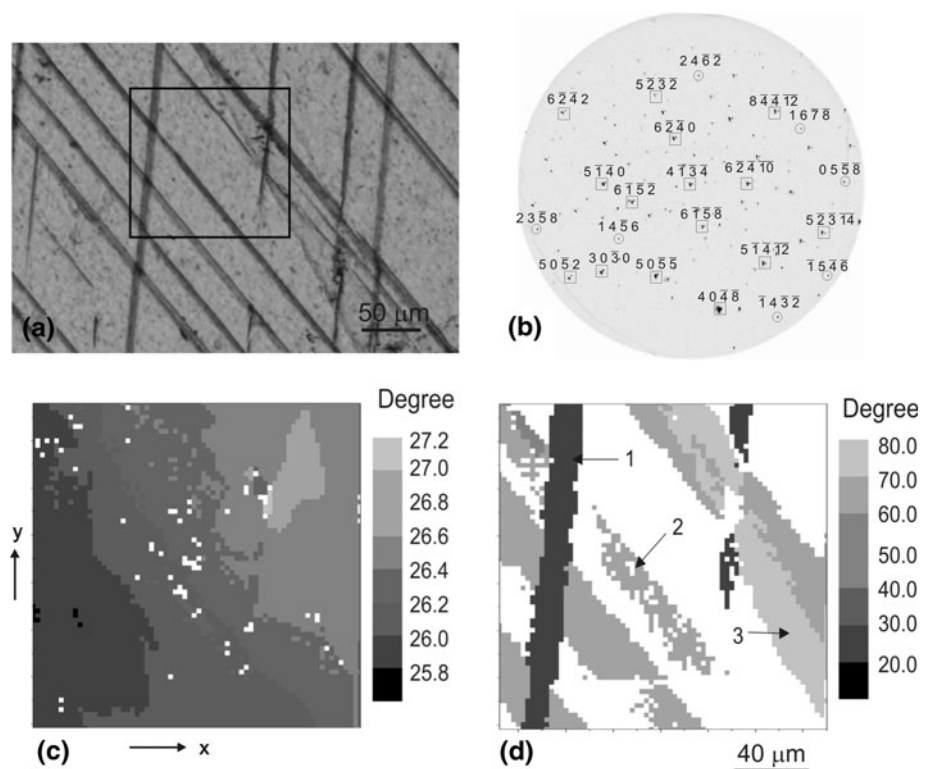 2 4 6̄ 2̄
5 2̄ 3̄ 2̄
6 2̄ 4̄ 2
8 4̄ 4̄ 12
1 6 7̄ 8̄
6 2̄ 4̄ 0
5 1̄ 4̄ 0
4 1̄ 3̄ 4̄
6 2̄ 4̄ 10
0 5 5̄ 8̄
6 1̄ 5̄ 2̄
2 3 5̄ 8
1 4 5̄ 6
6 1̄ 5̄ 8̄
5 2̄ 3̄ 14
5 1̄ 4̄ 12
5 0 5̄ 2
3 0 3̄ 0
5 0 5̄ 5̄
1̄ 5 4̄ 6̄
4 0 4̄ 8̄
1̄ 4 3̄ 2̄
(a)
50 μm
(b)
Degree
27.2
27.0
26.8
26.6
26.4
26.2
26.0
25.8
y
(c)
x
Degree
80.0
70.0
60.0
50.0
40.0
30.0
20.0
1
2
3
(d)
40 μm